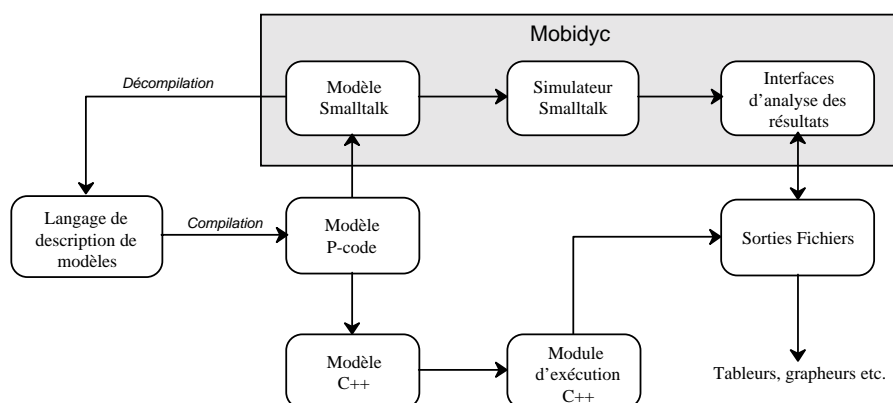 Mobidyc
Décompilation
Modèle
Smalltalk
Simulateur
Smalltalk
Interfaces
d'analyse des
résultats
Langage de
description de
modèles
Compilation
Modèle
P-code
Sorties Fichiers
Modèle
C++
Module
d'exécution
C++
Tableurs, grapheurs etc.